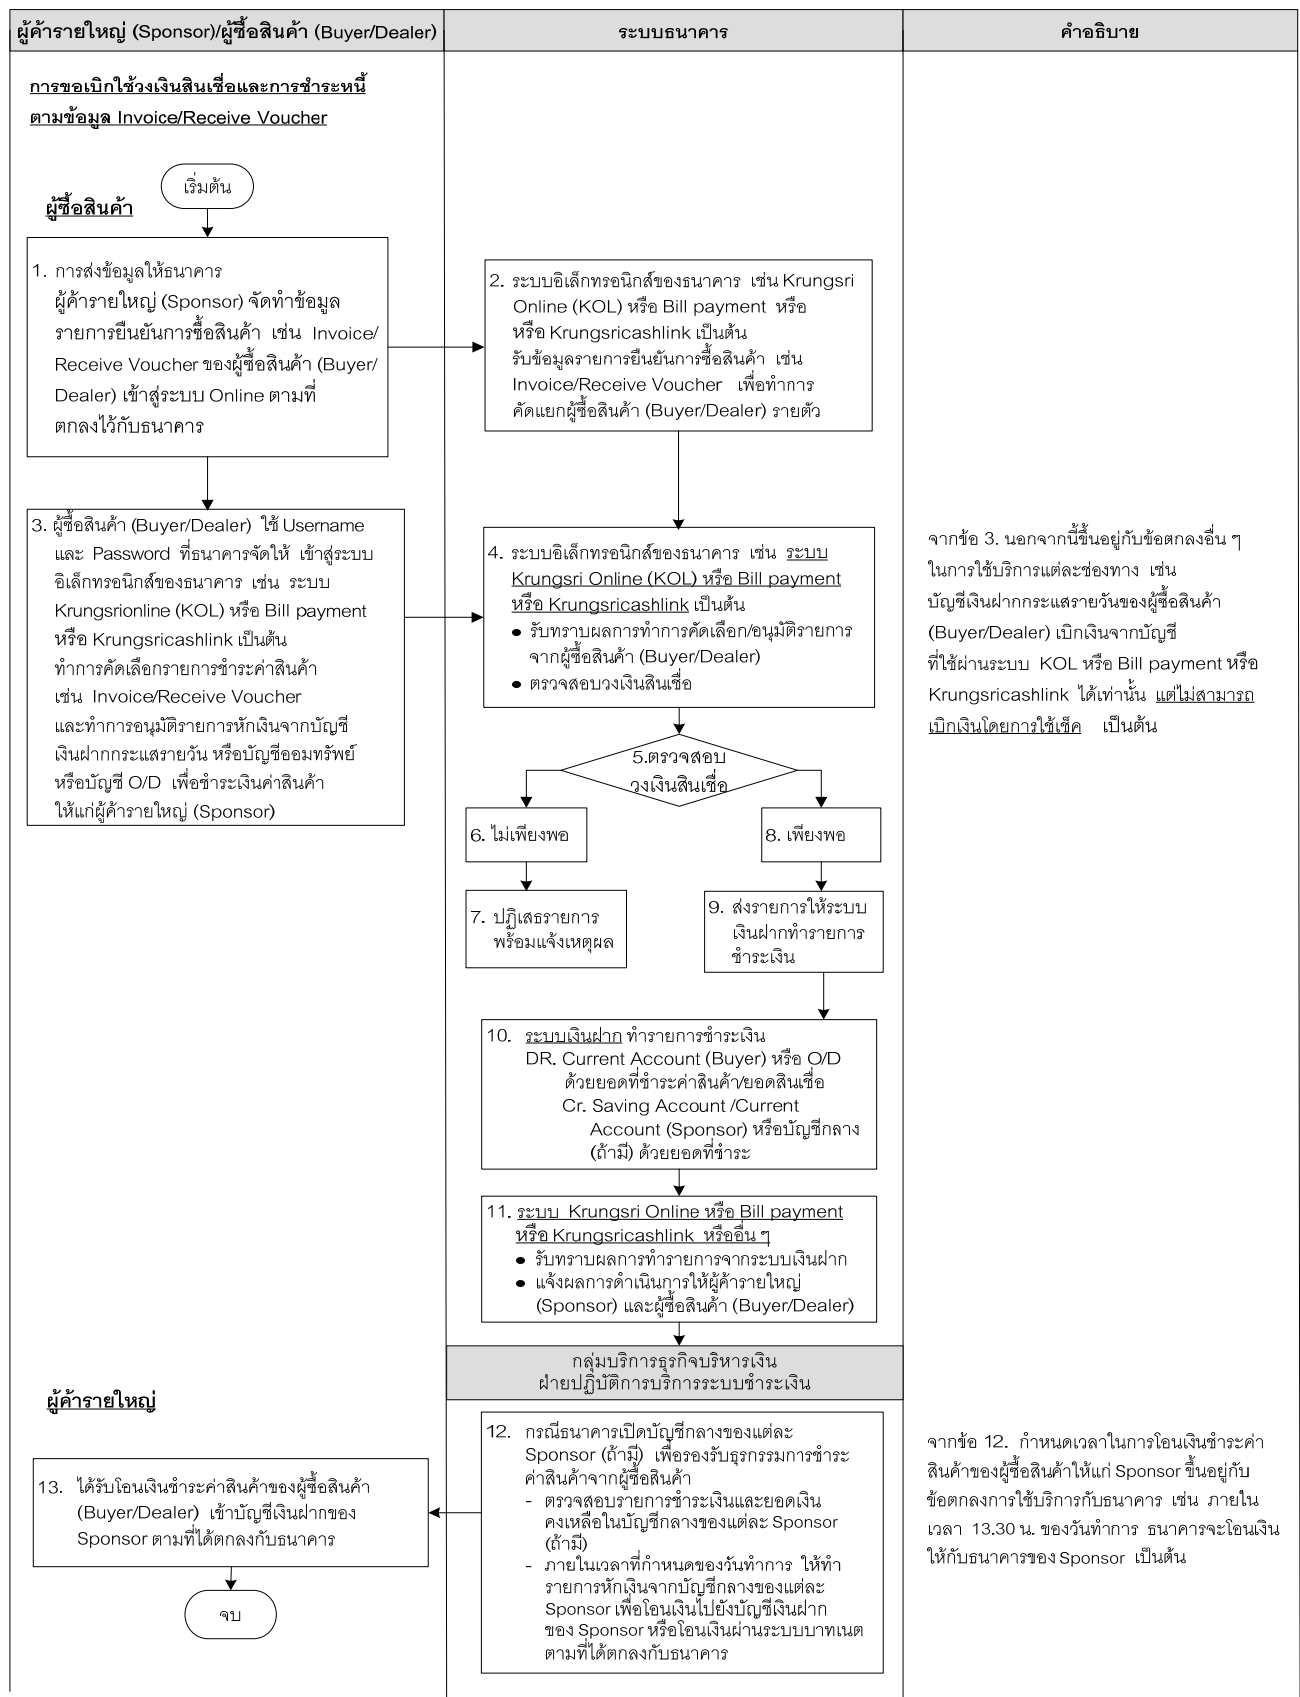 ผู้ค้ารายใหญ่ (Sponsor)/ผู้ซื้อสินค้า (Buyer/Dealer)
ระบบธนาคาร
คำอธิบาย
การขอเบิกใช้วงเงินสินเชื่อและการชำระหนี้
ตามข้อมูล Invoice/Receive Voucher
เริ่มต้น
ผู้ซื้อสินค้า
1. การส่งข้อมูลให้ธนาคาร
ผู้ค้ารายใหญ่ (Sponsor) จัดทำข้อมูล
รายการยืนยันการซื้อสินค้า เช่น Invoice/
Receive Voucher ของผู้ซื้อสินค้า (Buyer/
Dealer) เข้าสู่ระบบ Online ตามที่
ตกลงไว้กับธนาคาร
2. ระบบอิเล็กทรอนิกส์ของธนาคาร เช่น Krungsri
Online (KOL) หรือ Bill payment หรือ
หรือ Krungsricashlink เป็นต้น
รับข้อมูลรายการยืนยันการซื้อสินค้า เช่น
Invoice/Receive Voucher เพื่อทำการ
คัดแยกผู้ซื้อสินค้า (Buyer/Dealer) รายตัว
3. ผู้ซื้อสินค้า (Buyer/Dealer) ใช้ Username
และ Password ที่ธนาคารจัดให้ เข้าสู่ระบบ
อิเล็กทรอนิกส์ของธนาคาร เช่น ระบบ
Krungsrionline (KOL) หรือ Bill payment
หรือ Krungsricashlink เป็นต้น
ทำการคัดเลือกรายการชำระค่าสินค้า
เช่น Invoice/Receive Voucher
และทำการอนุมัติรายการหักเงินจากบัญชี
เงินฝากกระแสรายวัน หรือบัญชีออมทรัพย์
หรือบัญชี O/D เพื่อชำระเงินค่าสินค้า
ให้แก่ผู้ค้ารายใหญ่ (Sponsor)
4. ระบบอิเล็กทรอนิกส์ของธนาคาร เช่น ระบบ
Krungsri Online (KOL) หรือ Bill payment
หรือ Krungsricashlink เป็นต้น
● รับทราบผลการทำการคัดเลือก/อนุมัติรายการ
จากผู้ซื้อสินค้า (Buyer/Dealer)
● ตรวจสอบวงเงินสินเชื่อ
จากข้อ 3. นอกจากนี้ขึ้นอยู่กับข้อตกลงอื่น ๆ
ในการใช้บริการแต่ละช่องทาง เช่น
บัญชีเงินฝากกระแสรายวันของผู้ซื้อสินค้า
(Buyer/Dealer) เบิกเงินจากบัญชี
ที่ใช้ผ่านระบบ KOL หรือ Bill payment หรือ
Krungsricashlink ได้เท่านั้น แต่ไม่สามารถ
เบิกเงินโดยการใช้เช็ค เป็นต้น
5.ตรวจสอบ
วงเงินสินเชื่อ
6. ไม่เพียงพอ
8. เพียงพอ
7. ปฏิเสธรายการ
พร้อมแจ้งเหตุผล
9. ส่งรายการให้ระบบ
เงินฝากทำรายการ
ชำระเงิน
10. ระบบเงินฝาก ทำรายการชำระเงิน
DR. Current Account (Buyer) หรือ O/D
ด้วยยอดที่ชำระค่าสินค้า/ยอดสินเชื่อ
Cr. Saving Account /Current
Account (Sponsor) หรือบัญชีกลาง
(ถ้ามี) ด้วยยอดที่ชำระ
11. ระบบ Krungsri Online หรือ Bill payment
หรือ Krungsricashlink หรืออื่น ๆ
● รับทราบผลการทำรายการจากระบบเงินฝาก
● แจ้งผลการดำเนินการให้ผู้ค้ารายใหญ่
(Sponsor) และผู้ซื้อสินค้า (Buyer/Dealer)
กลุ่มบริการธุรกิจบริหารเงิน
ฝ่ายปฏิบัติการบริการระบบชำระเงิน
ผู้ค้ารายใหญ่
12. กรณีธนาคารเปิดบัญชีกลางของแต่ละ
Sponsor (ถ้ามี) เพื่อรองรับธุรกรรมการชำระ
ค่าสินค้าจากผู้ซื้อสินค้า
- ตรวจสอบรายการชำระเงินและยอดเงิน
คงเหลือในบัญชีกลางของแต่ละ Sponsor
(ถ้ามี)
- ภายในเวลาที่กำหนดของวันทำการ ให้ทำ
รายการหักเงินจากบัญชีกลางของแต่ละ
Sponsor เพื่อโอนเงินไปยังบัญชีเงินฝาก
ของ Sponsor หรือโอนเงินผ่านระบบบาทเนต
ตามที่ได้ตกลงกับธนาคาร
จากข้อ 12. กำหนดเวลาในการโอนเงินชำระค่า
สินค้าของผู้ซื้อสินค้าให้แก่ Sponsor ขึ้นอยู่กับ
ข้อตกลงการใช้บริการกับธนาคาร เช่น ภายใน
เวลา 13.30 น. ของวันทำการ ธนาคารจะโอนเงิน
ให้กับธนาคารของ Sponsor เป็นต้น
13. ได้รับโอนเงินชำระค่าสินค้าของผู้ซื้อสินค้า
(Buyer/Dealer) เข้าบัญชีเงินฝากของ
Sponsor ตามที่ได้ตกลงกับธนาคาร
จบ